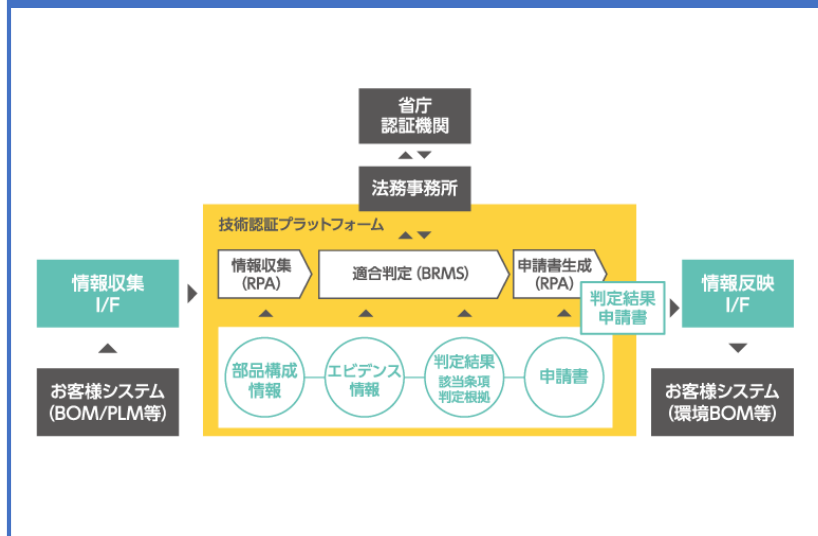 省庁
認証機関
法務事務所
技術認証プラットフォーム
情報収集
(RPA)
適合判定(BRMS)
申請書生成
(RPA)
判定結果
申請書
情報収集
I/F
情報反映
I/F
部品構成
情報
エビデンス
情報
判定結果
該当条項
判定根拠
申請書
お客様システム
(BOM/PLM等)
お客様システム
(環境BOM等)